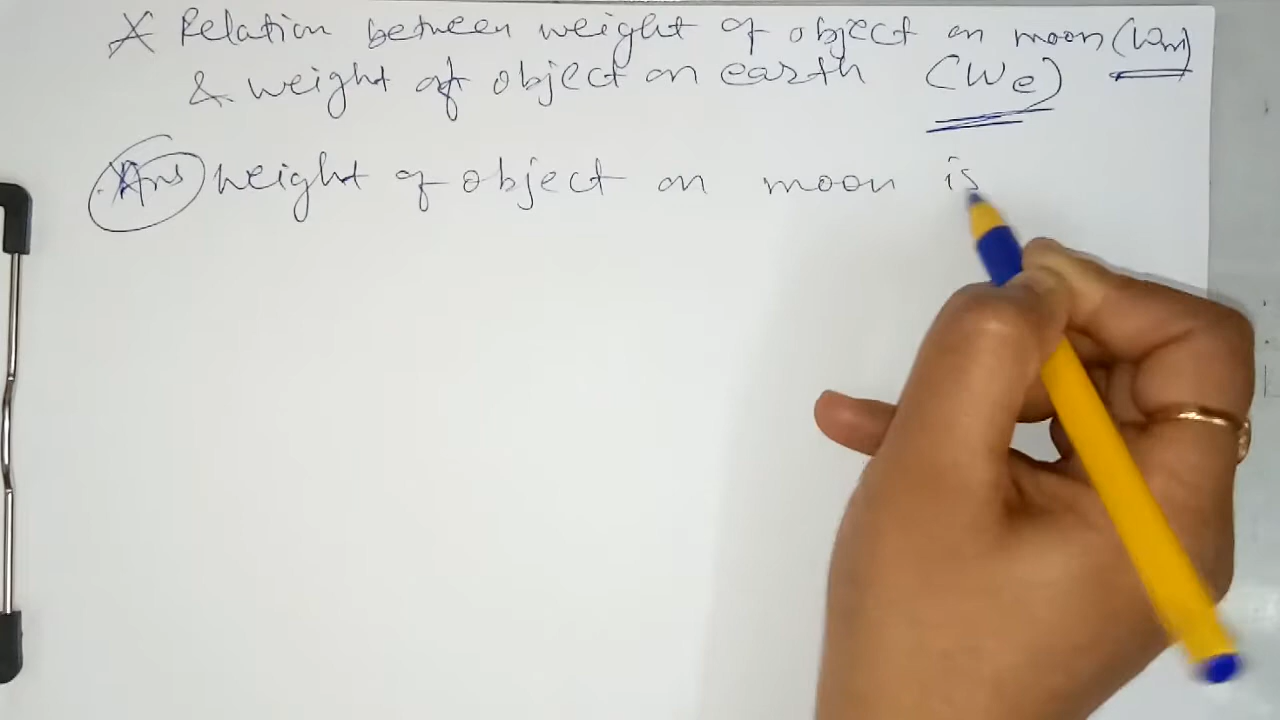 X Relation between weight of object on moon (Wm)
& weight of object on earth (We)
Ans weight of object on moon is